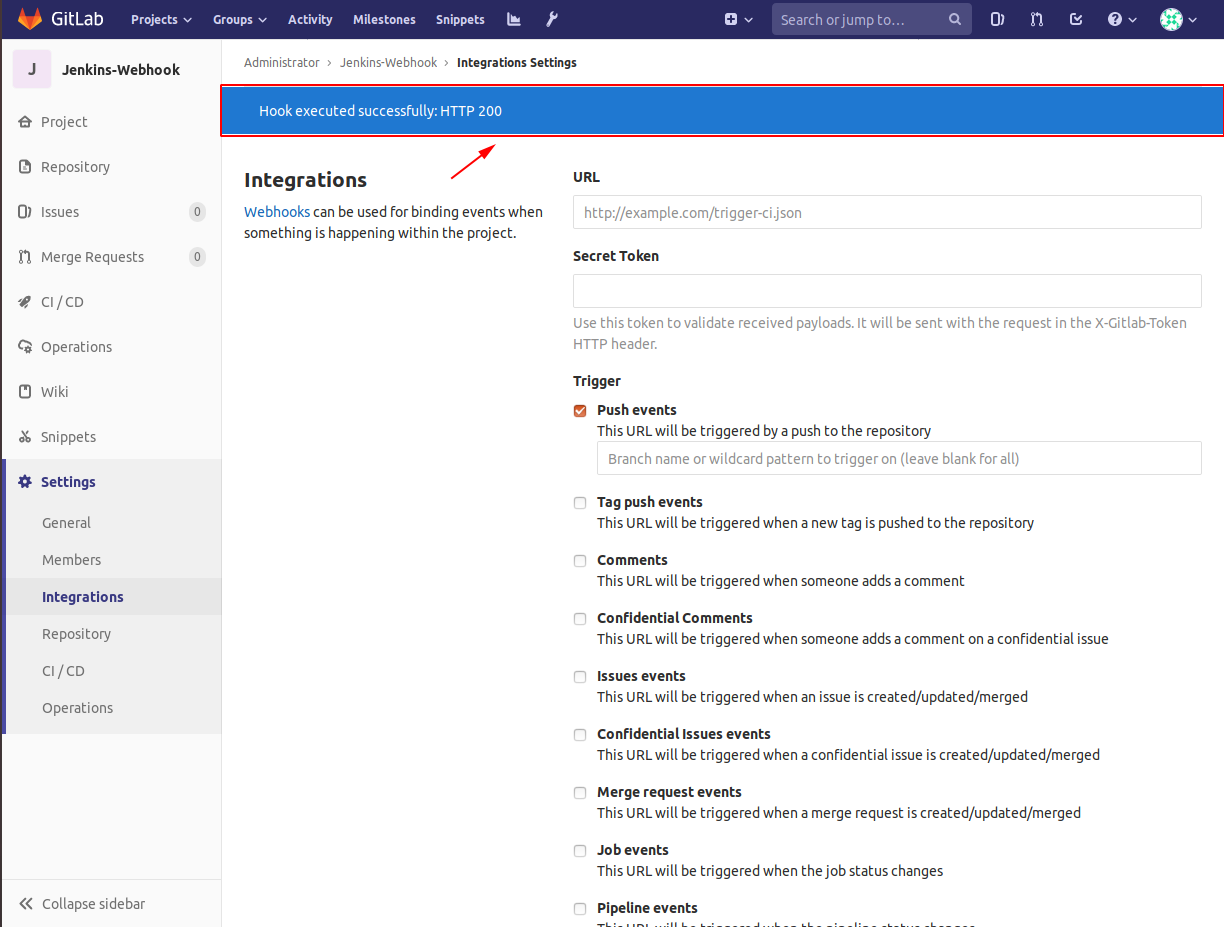 GitLab Projects Groups Activity Milestones Snippets Search or jump to...
J Jenkins-Webhook
Project
Repository
Issues 0
Merge Requests 0
CI / CD
Operations
Wiki
Snippets
Settings
General
Members
Integrations
Repository
CI / CD
Operations
Collapse sidebar
Administrator › Jenkins-Webhook › Integrations Settings
Hook executed successfully: HTTP 200
Integrations
Webhooks can be used for binding events when
something is happening within the project.
URL
http://example.com/trigger-ci.json
Secret Token
Use this token to validate received payloads. It will be sent with the request in the X-Gitlab-Token
HTTP header.
Trigger
Push events
This URL will be triggered by a push to the repository
Branch name or wildcard pattern to trigger on (leave blank for all)
Tag push events
This URL will be triggered when a new tag is pushed to the repository
Comments
This URL will be triggered when someone adds a comment
Confidential Comments
This URL will be triggered when someone adds a comment on a confidential issue
Issues events
This URL will be triggered when an issue is created/updated/merged
Confidential Issues events
This URL will be triggered when a confidential issue is created/updated/merged
Merge request events
This URL will be triggered when a merge request is created/updated/merged
Job events
This URL will be triggered when the job status changes
Pipeline events
This URL will be triggered when the pipeline status changes